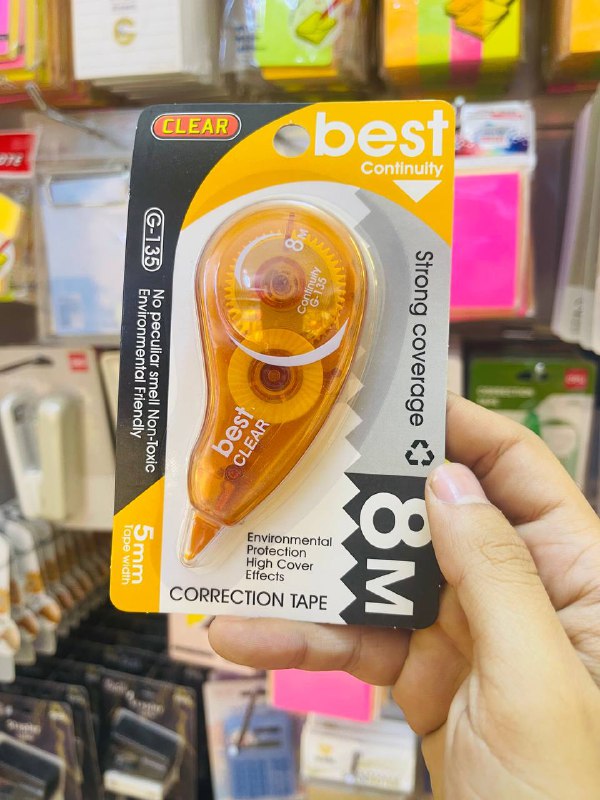 CLEAR
best
Continuity
G-135
No peculiar smell Non-Toxic
Environmental Friendly
8M
Continuity
G-135
best
CLEAR
Strong coverage
8M
5mm
Tape width
Environmental
Protection
High Cover
Effects
CORRECTION TAPE